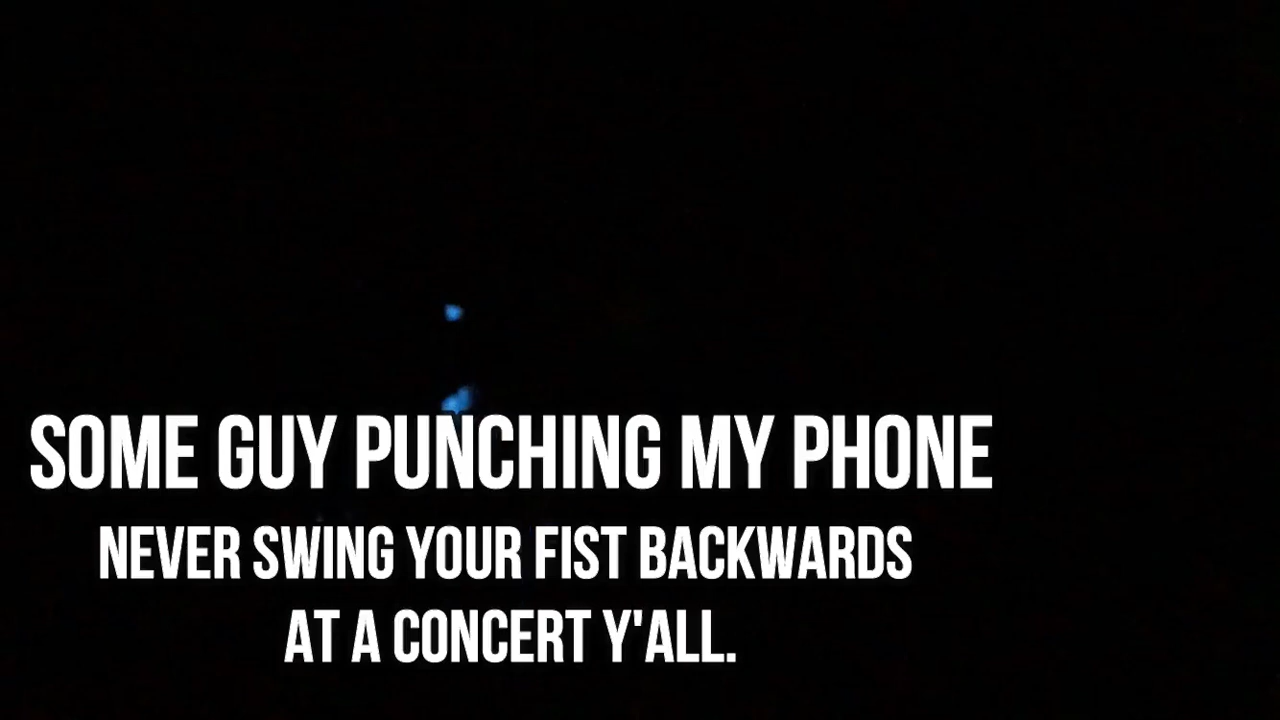 SOME GUY PUNCHING MY PHONE
NEVER SWING YOUR FIST BACKWARDS
AT A CONCERT Y'ALL.